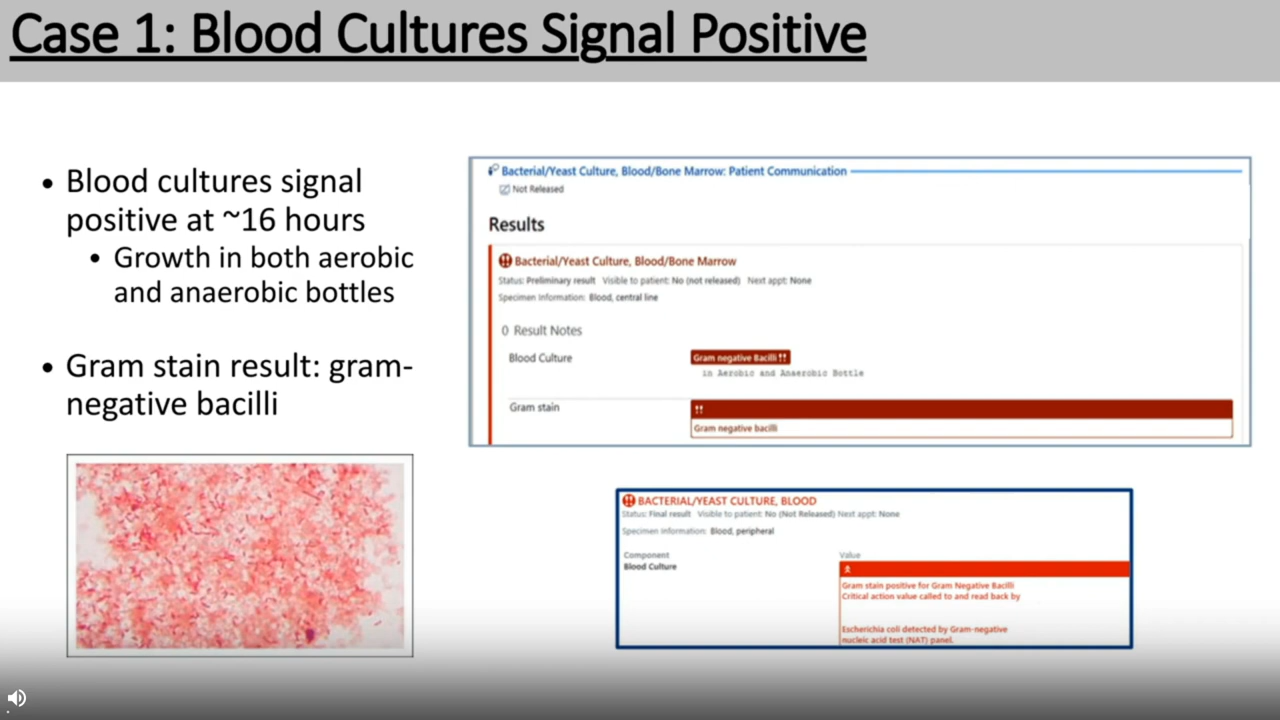 Case 1: Blood Cultures Signal Positive
• Blood cultures signal
positive at ~16 hours
• Growth in both aerobic
and anaerobic bottles
• Gram stain result: gram-
negative bacilli
Bacterial/Yeast Culture, Blood/Bone Marrow: Patient Communication
Not Released
Results
Bacterial/Yeast Culture, Blood/Bone Marrow
Status: Preliminary result Visible to patient: No (not released) Next appt: None
Specimen Information: Blood, central line
0 Result Notes
Blood Culture
Gram negative Bacilli !!
in Aerobic and Anaerobic Bottle
Gram stain
!!
Gram negative bacilli
BACTERIAL/YEAST CULTURE, BLOOD
Status: Final result Visible to patient: No (Not Released) Next appt: None
Specimen Information: Blood, peripheral
Component
Value
Blood Culture
Gram stain positive for Gram Negative Bacilli
Critical action value called to and read back by
Escherichia coli detected by Gram-negative
nucleic acid test (NAT) panel.